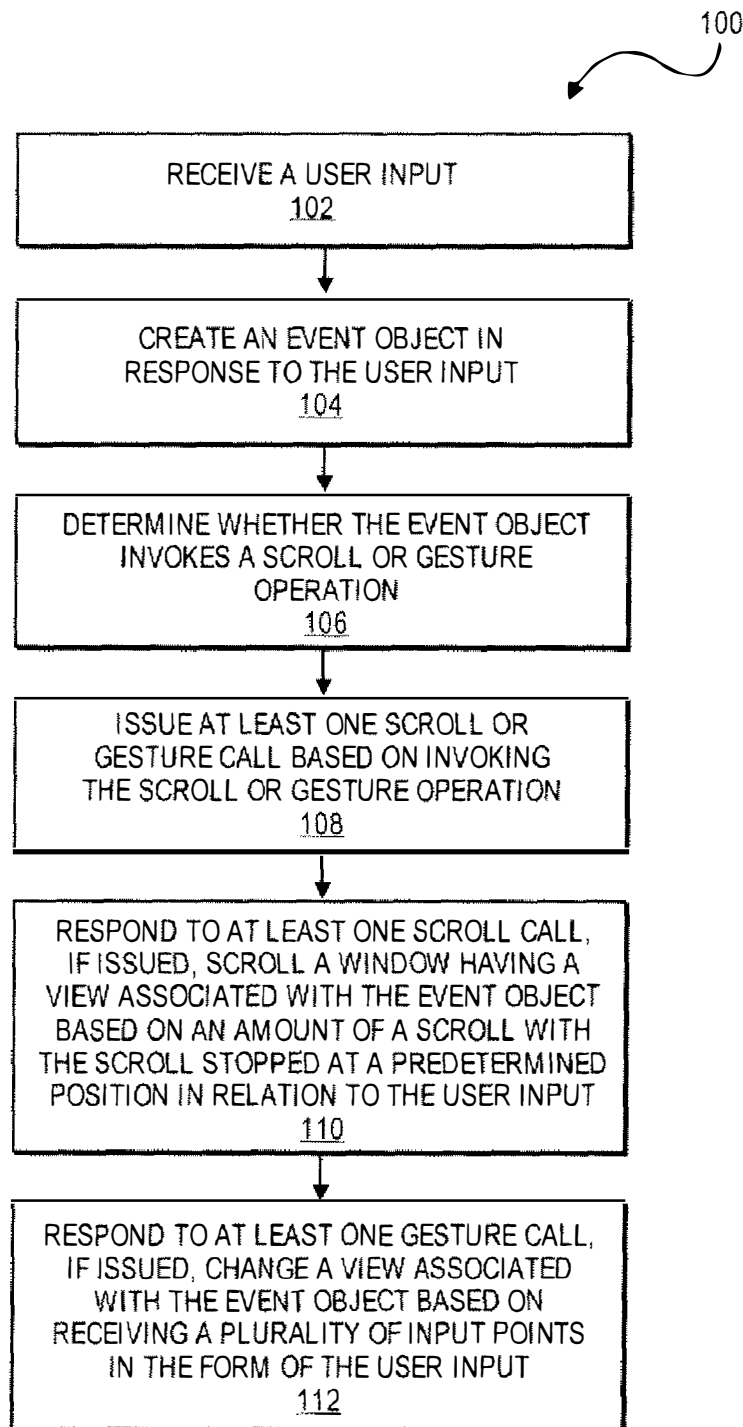 100
RECEIVE A USER INPUT
102
CREATE AN EVENT OBJECT IN
RESPONSE TO THE USER INPUT
104
DETERMINE WHETHER THE EVENT OBJECT
INVOKES A SCROLL OR GESTURE
OPERATION
106
ISSUE AT LEAST ONE SCROLL OR
GESTURE CALL BASED ON INVOKING
THE SCROLL OR GESTURE OPERATION
108
RESPOND TO AT LEAST ONE SCROLL CALL,
IF ISSUED, SCROLL A WINDOW HAVING A
VIEW ASSOCIATED WITH THE EVENT OBJECT
BASED ON AN AMOUNT OF A SCROLL WITH
THE SCROLL STOPPED AT A PREDETERMINED
POSITION IN RELATION TO THE USER INPUT
110
RESPOND TO AT LEAST ONE GESTURE CALL,
IF ISSUED, CHANGE A VIEW ASSOCIATED
WITH THE EVENT OBJECT BASED ON
RECEIVING A PLURALITY OF INPUT POINTS
IN THE FORM OF THE USER INPUT
112